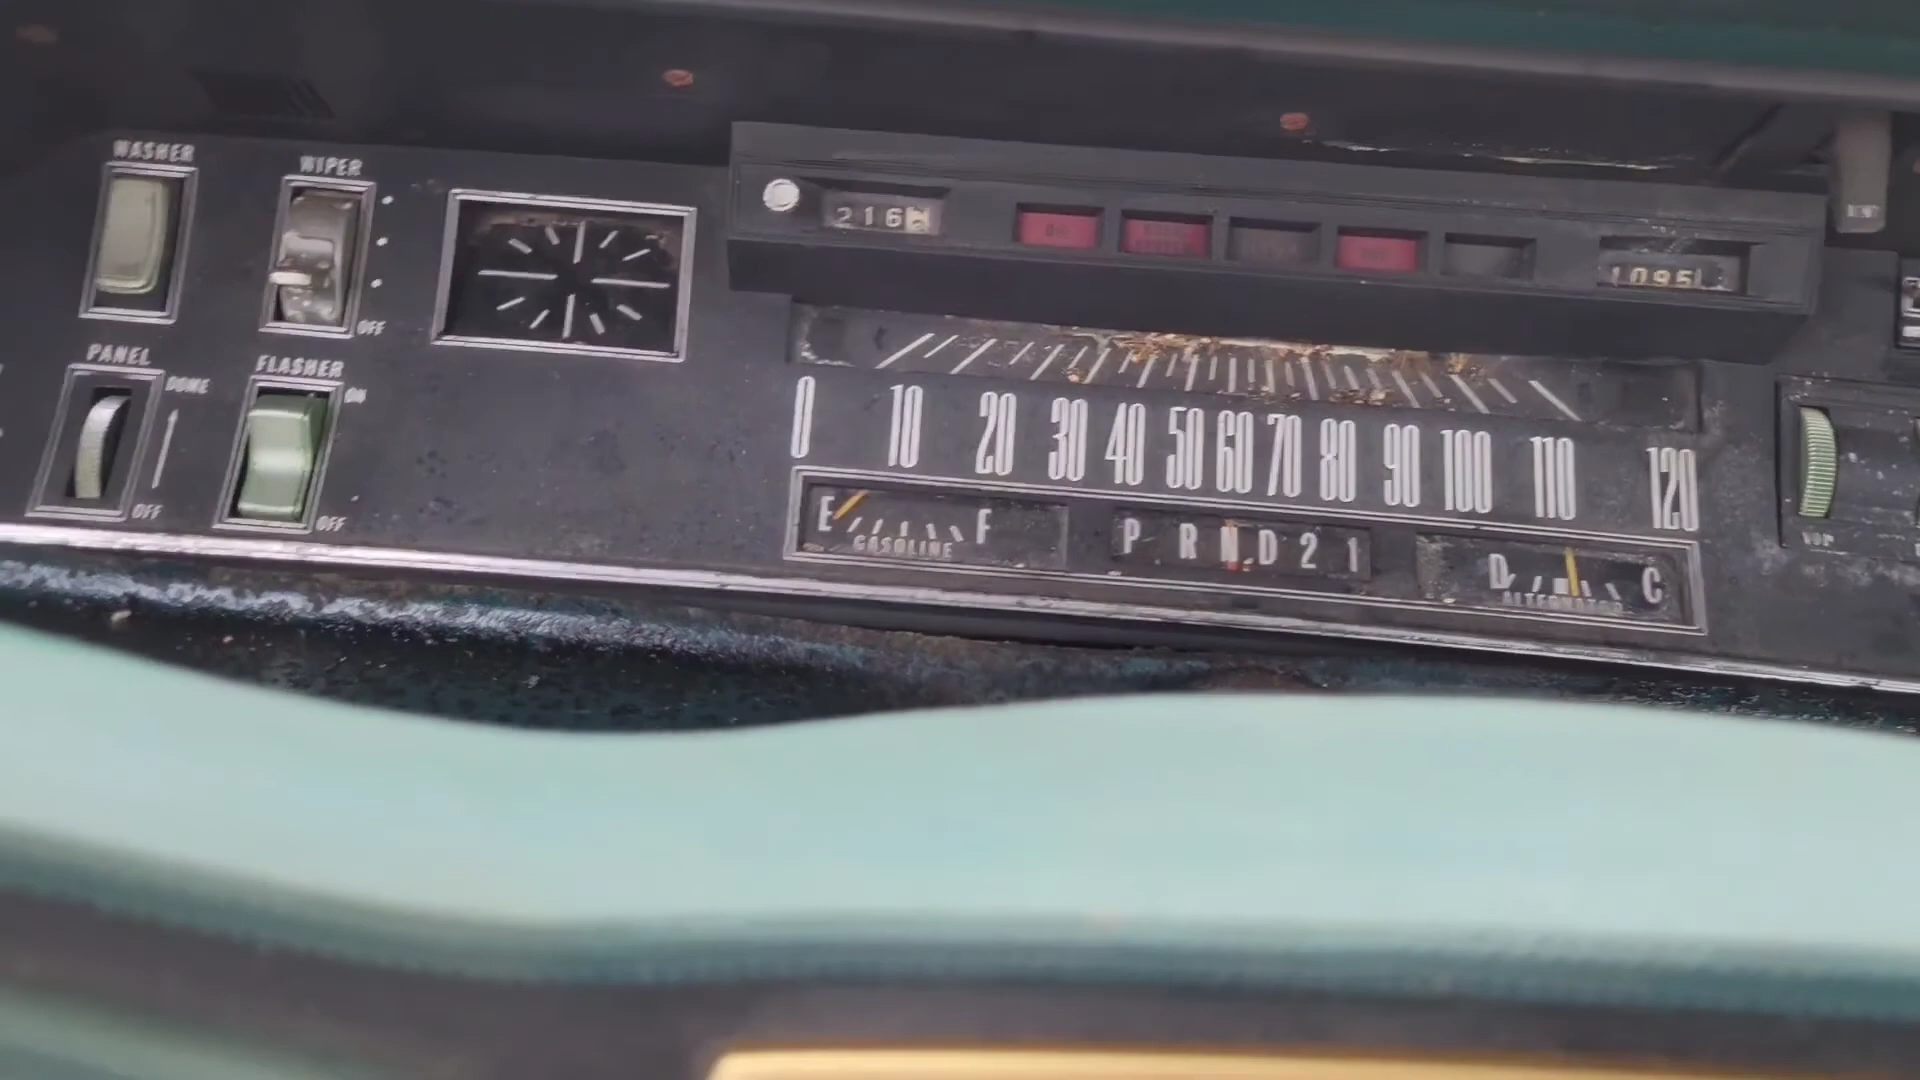 WASHER
WIPER
OFF
PANEL
DOME
OFF
FLASHER
ON
OFF
216
1095
0 10 20 30 40 50 60 70 80 90 100 110 120
E F
GASOLINE
P R N D 2 1
D C
ALTERNATOR